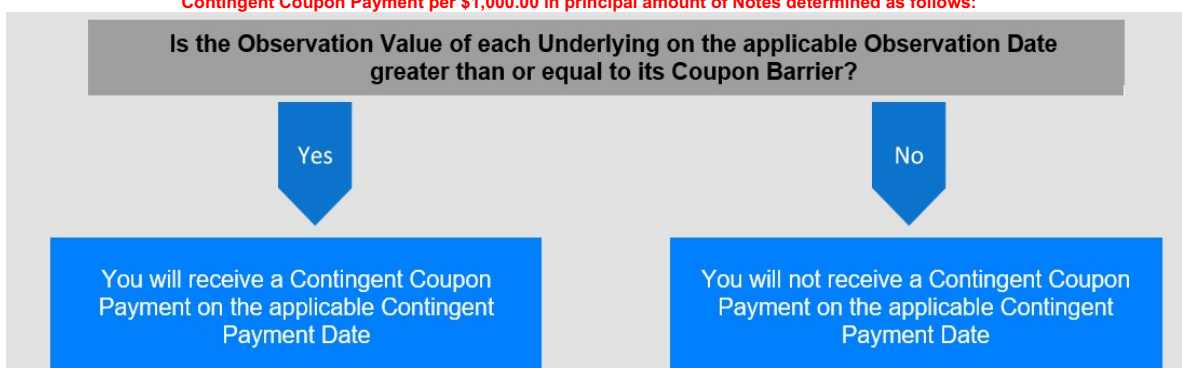 Contingent Coupon Payment per $1,000.00 in principal amount of Notes determined as follows:
Is the Observation Value of each Underlying on the applicable Observation Date
greater than or equal to its Coupon Barrier?
Yes
No
You will receive a Contingent Coupon
Payment on the applicable Contingent
Payment Date
You will not receive a Contingent Coupon
Payment on the applicable Contingent
Payment Date